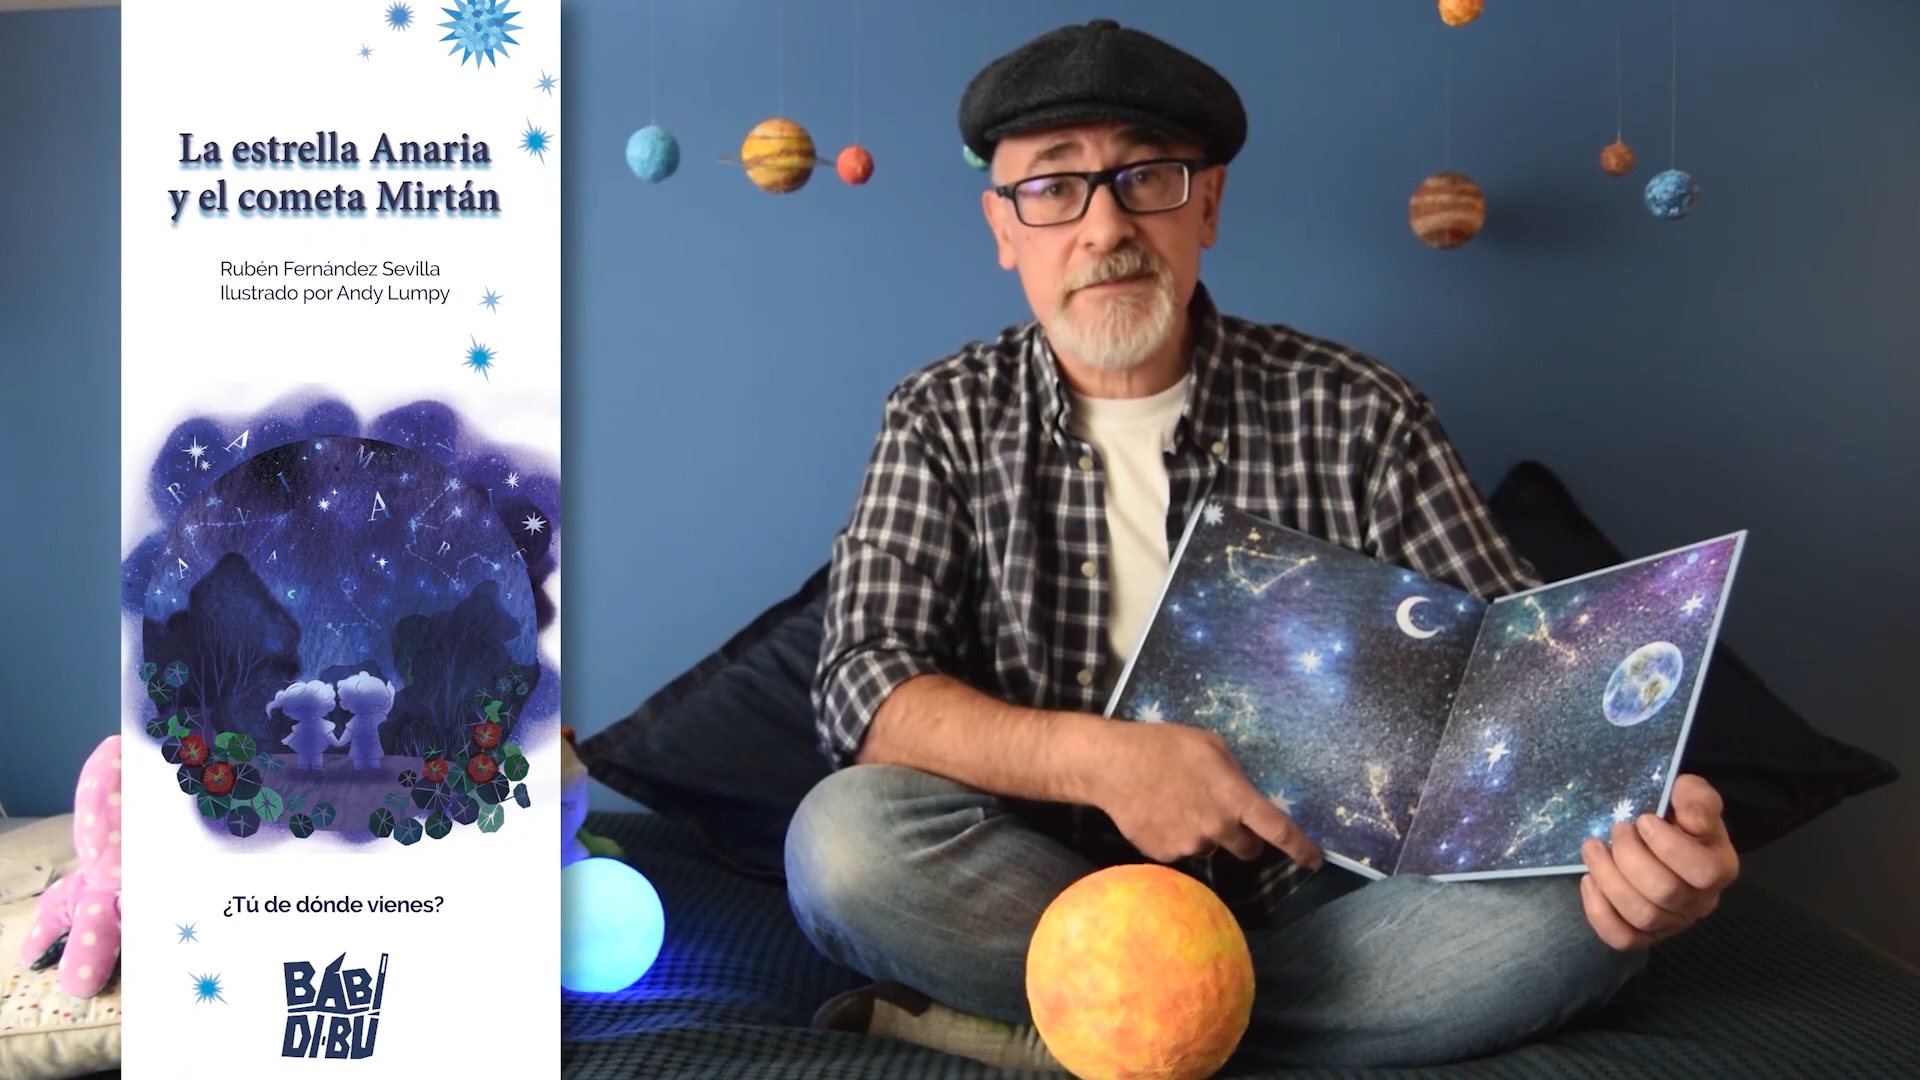 La estrella Anaria
y el cometa Mirtán
Rubén Fernández Sevilla
Ilustrado por Andy Lumpy
¿Tú de dónde vienes?
BABI
DI-BÚ